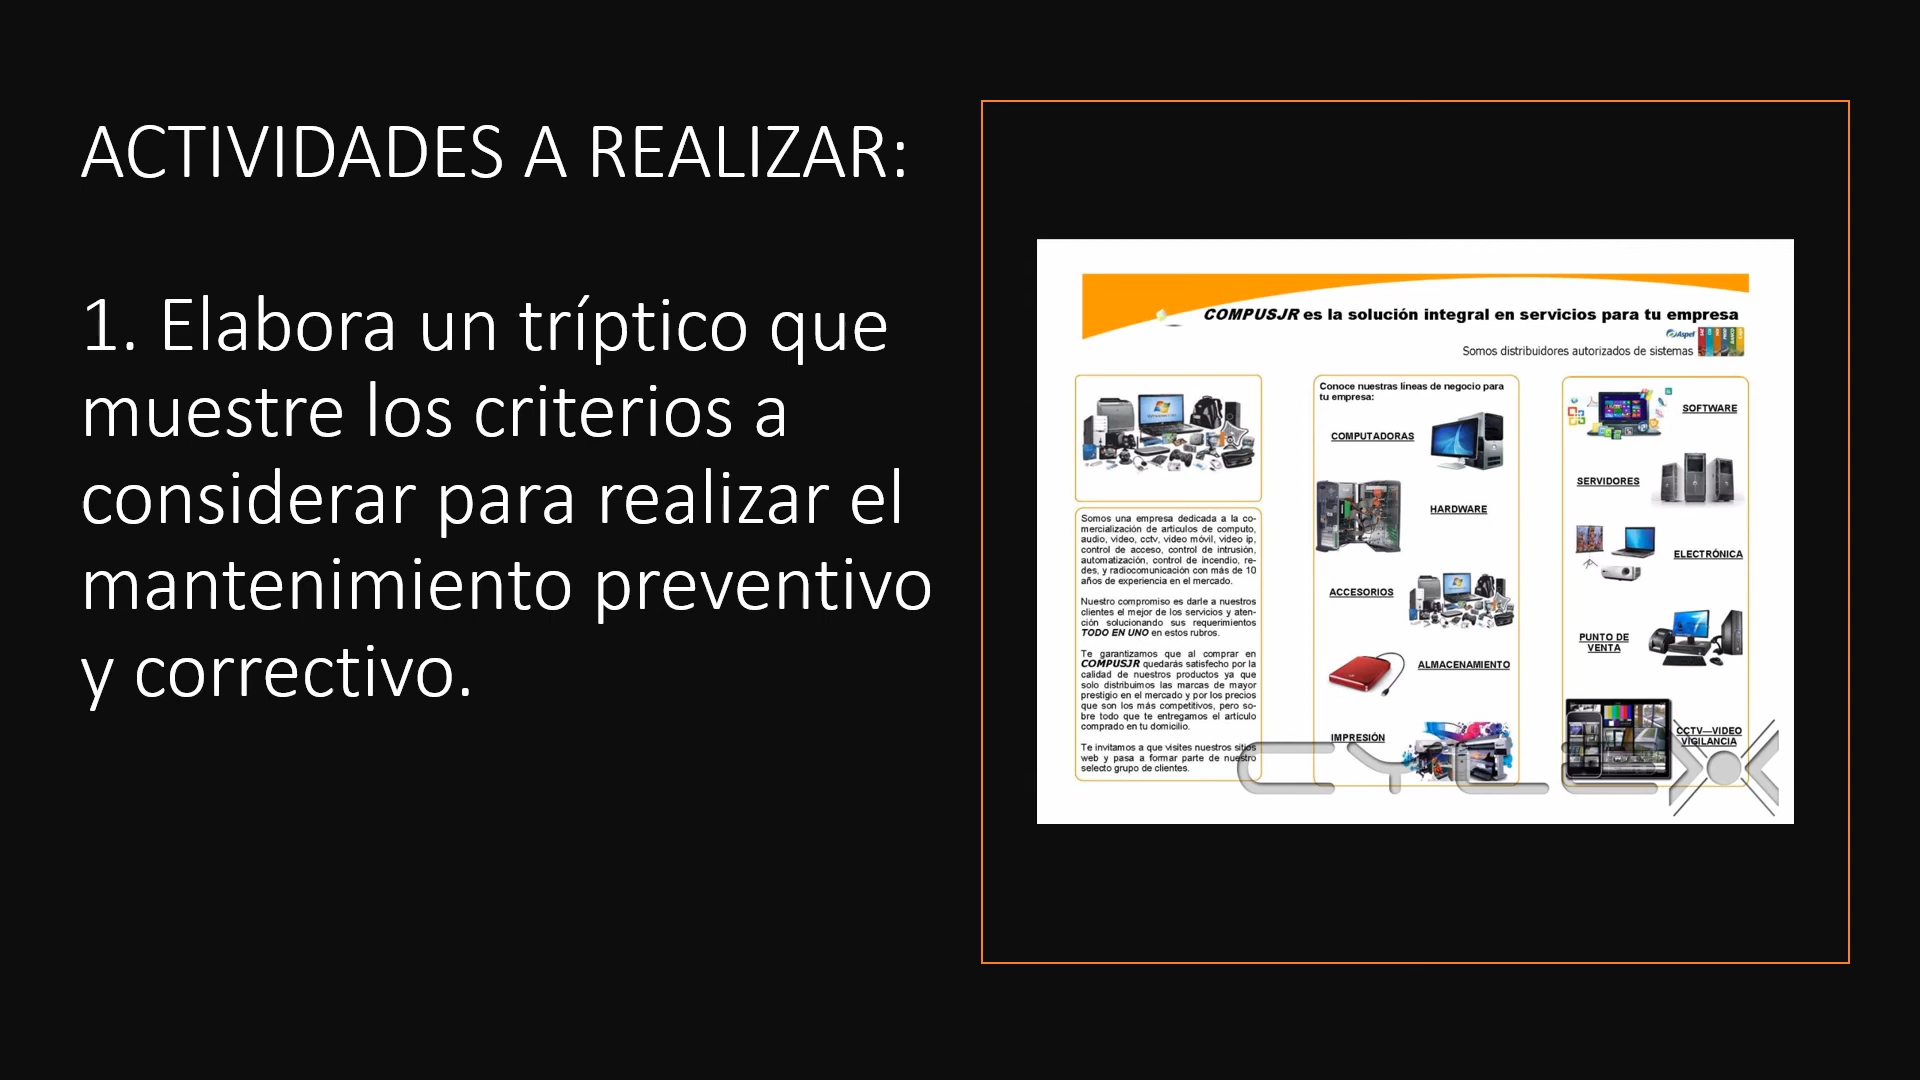 ACTIVIDADES A REALIZAR:
1. Elabora un tríptico que
muestre los criterios a
considerar para realizar el
mantenimiento preventivo
y correctivo.
COMPUSJR es la solución integral en servicios para tu empresa
Aspel
Somos distribuidores autorizados de sistemas
Somos una empresa dedicada a la co-
mercialización de artículos de computo,
audio, video, cctv, video móvil, video ip,
control de acceso, control de intrusión,
automatización, control de incendio, re-
des, y radiocomunicación con más de 10
años de experiencia en el mercado.
Nuestro compromiso es darle a nuestros
clientes el mejor de los servicios y aten-
ción solucionando sus requerimientos
TODO EN UNO en estos rubros.
Te garantizamos que al comprar en
COMPUSJR quedarás satisfecho por la
calidad de nuestros productos ya que
solo distribuimos las marcas de mayor
prestigio en el mercado y por los precios
que son los más competitivos, pero so-
bre todo que te entregamos el artículo
comprado en tu domicilio.
Te invitamos a que visites nuestros sitios
web y pasa a formar parte de nuestro
selecto grupo de clientes.
Conoce nuestras líneas de negocio para
tu empresa:
COMPUTADORAS
HARDWARE
ACCESORIOS
ALMACENAMIENTO
IMPRESIÓN
SOFTWARE
SERVIDORES
ELECTRÓNICA
PUNTO DE
VENTA
CCTV—VIDEO
VIGILANCIA
CYLEX